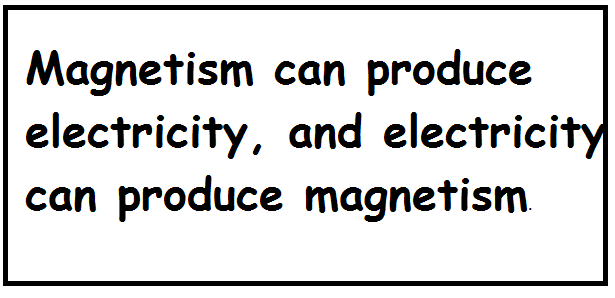 Magnetism can produce
electricity, and electricity
can produce magnetism.